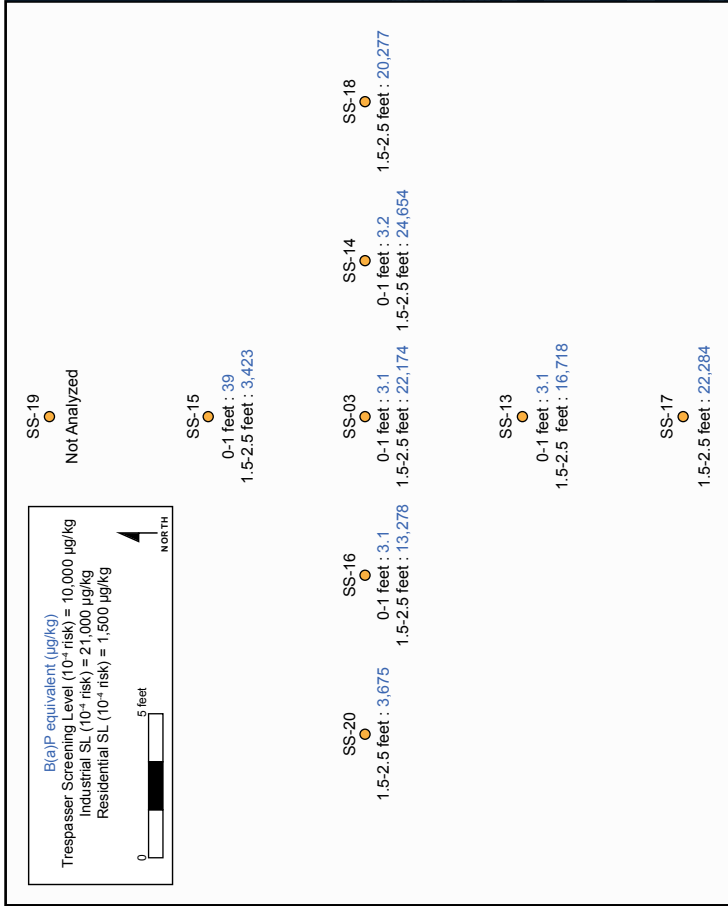 B(a)P equivalent (µg/kg)
Trespasser Screening Level (10⁻⁴ risk) = 10,000 µg/kg
Industrial SL (10⁻⁴ risk) = 21,000 µg/kg
Residential SL (10⁻⁴ risk) = 1,500 µg/kg
0
5 feet
NORTH
SS-19
Not Analyzed
SS-15
0-1 feet : 39
1.5-2.5 feet : 3,423
SS-20
1.5-2.5 feet : 3,675
SS-16
0-1 feet : 3.1
1.5-2.5 feet : 13,278
SS-03
0-1 feet : 3.1
1.5-2.5 feet : 22,174
SS-14
0-1 feet : 3.2
1.5-2.5 feet : 24,654
SS-18
1.5-2.5 feet : 20,277
SS-13
0-1 feet : 3.1
1.5-2.5 feet : 16,718
SS-17
1.5-2.5 feet : 22,284